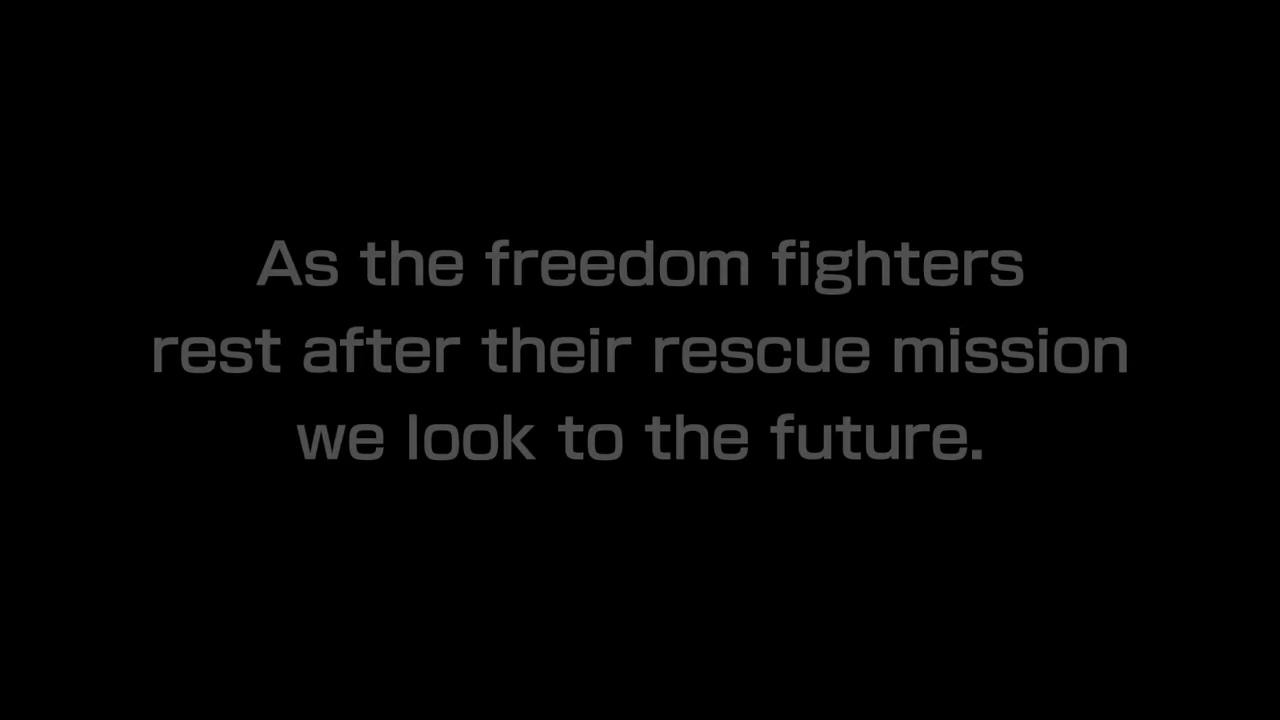 As the freedom fighters
rest after their rescue mission
we look to the future.